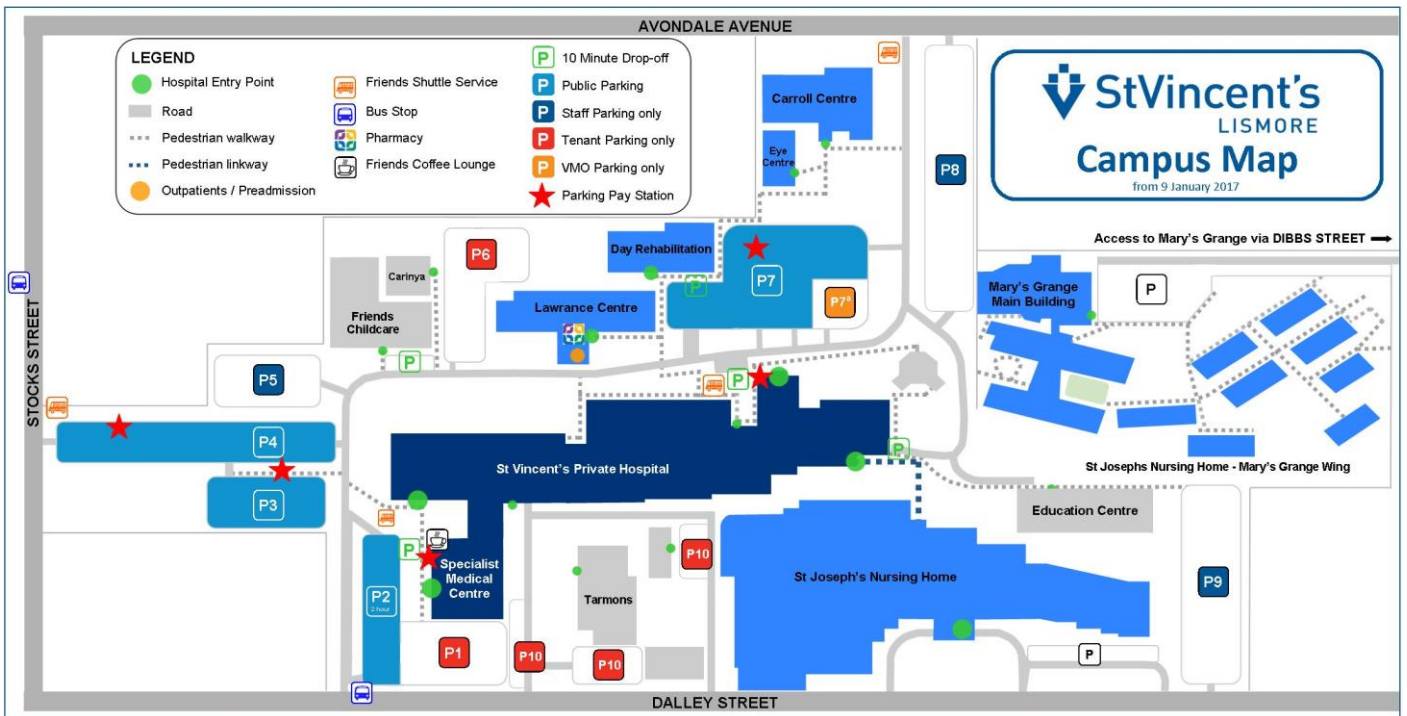 AVONDALE AVENUE
LEGEND
Hospital Entry Point
Road
Pedestrian walkway
Pedestrian linkway
Outpatients / Preadmission
Friends Shuttle Service
Bus Stop
Pharmacy
Friends Coffee Lounge
P 10 Minute Drop-off
P Public Parking
P Staff Parking only
P Tenant Parking only
P VMO Parking only
Parking Pay Station
StVincent's
LISMORE
Campus Map
from 9 January 2017
Carroll Centre
Eye
Centre
P8
Access to Mary's Grange via DIBBS STREET
STOCKS STREET
P6
Day Rehabilitation
P7
P
P7ª
Carinya
Lawrance Centre
Friends
Childcare
P
Mary's Grange
Main Building
P
P5
P
P4
St Vincent's Private Hospital
P
St Josephs Nursing Home - Mary's Grange Wing
P3
Education Centre
P
Specialist
Medical
Centre
P10
St Joseph's Nursing Home
P2
2 hour
Tarmons
P9
P1
P10
P10
P
DALLEY STREET